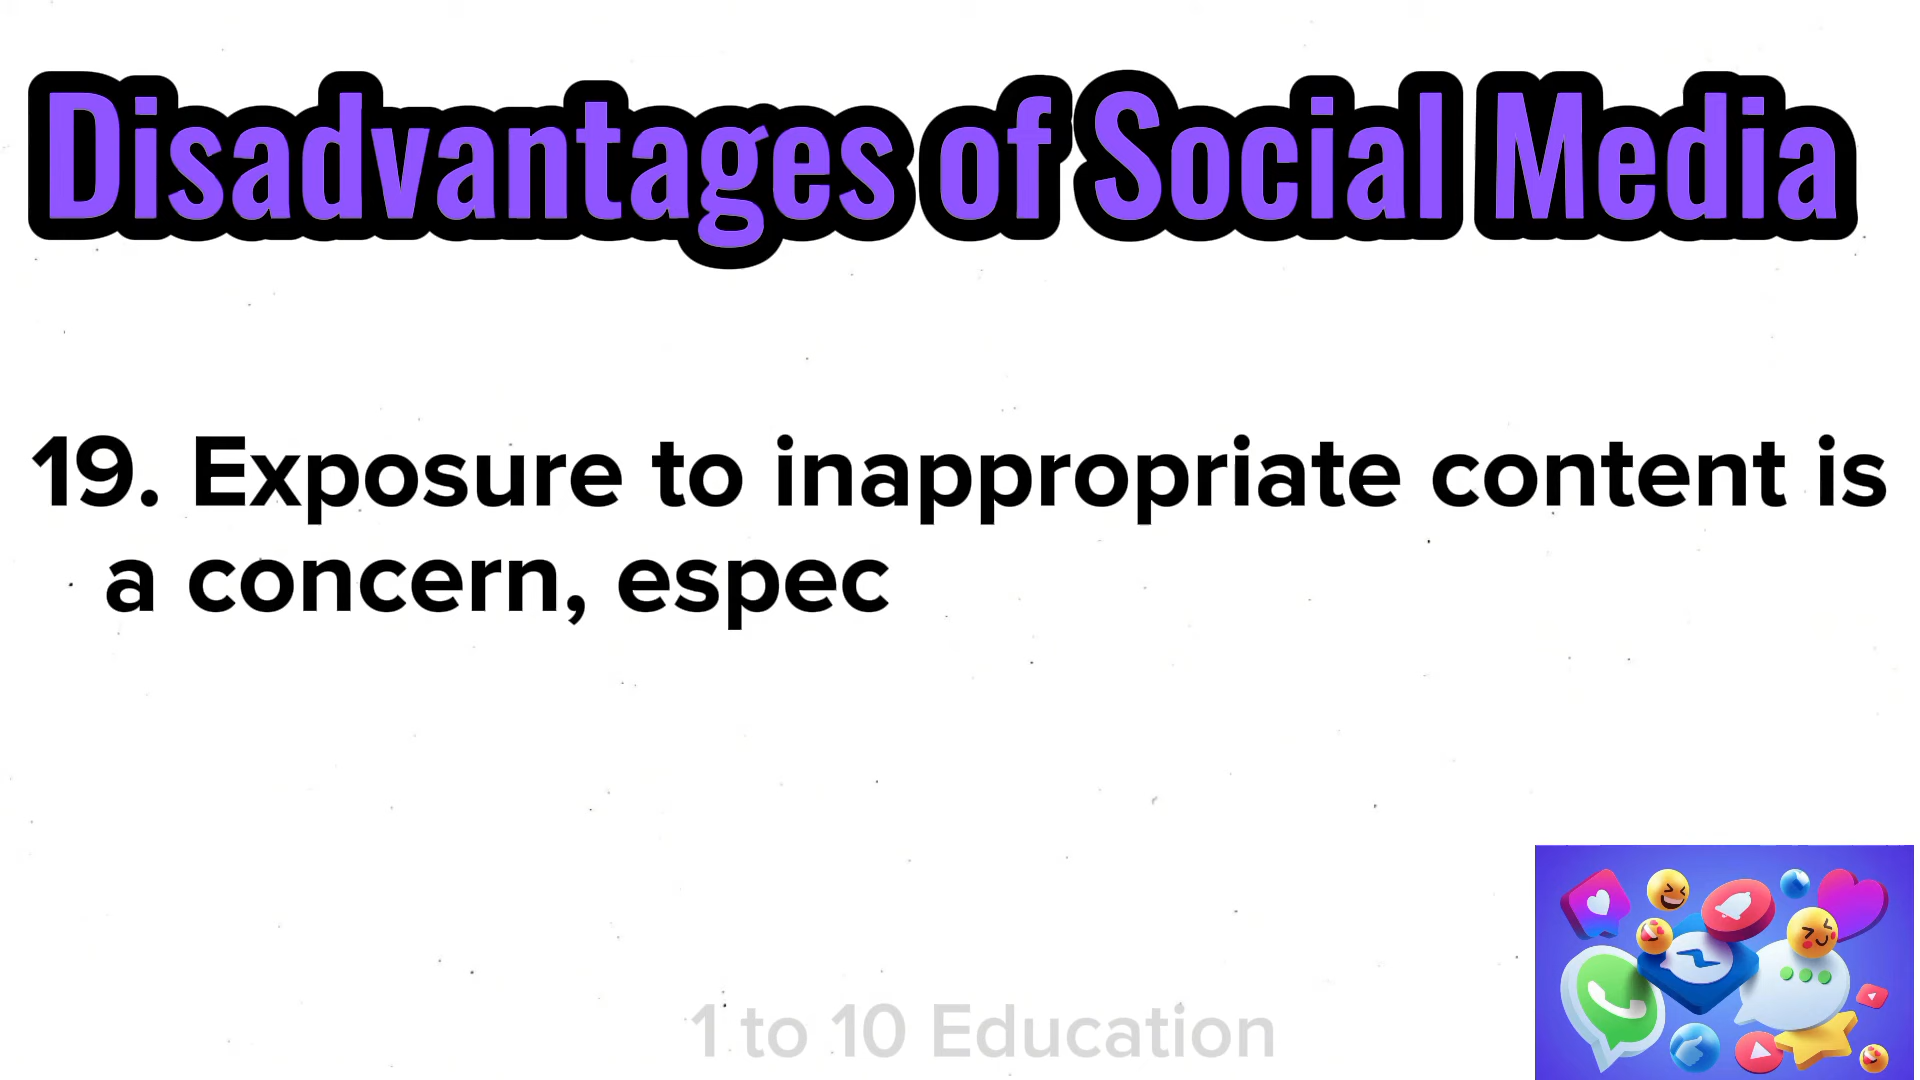 Disadvantages of Social Media
19. Exposure to inappropriate content is
a concern, espec
1 to 10 Education